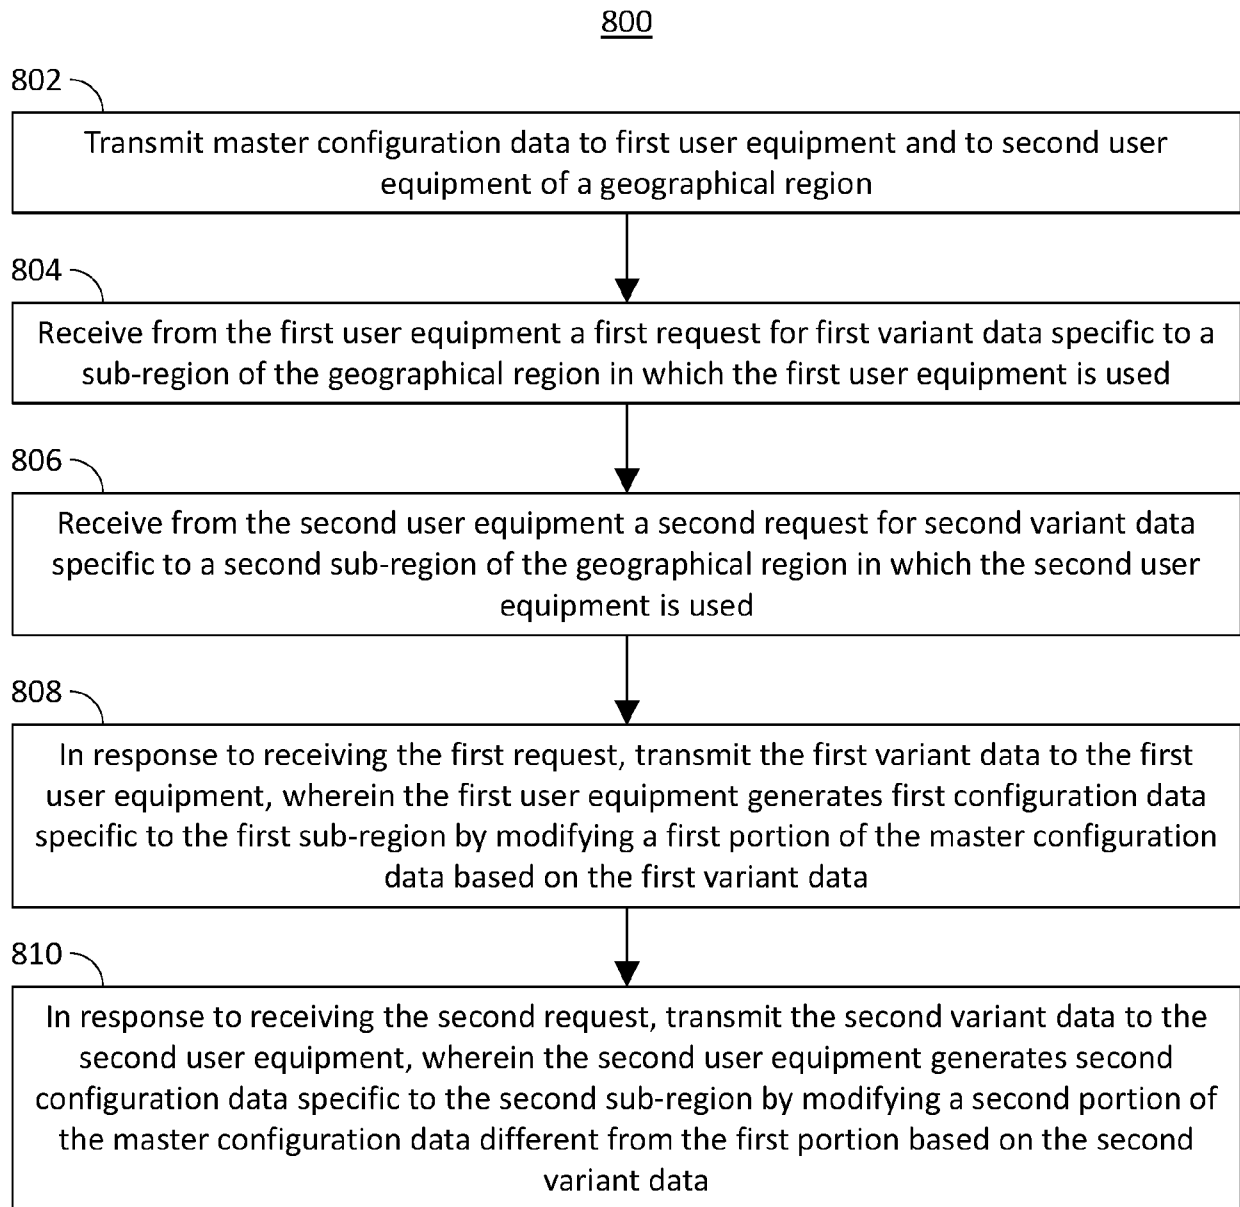 800
802
Transmit master configuration data to first user equipment and to second user
equipment of a geographical region
804
Receive from the first user equipment a first request for first variant data specific to a
sub-region of the geographical region in which the first user equipment is used
806
Receive from the second user equipment a second request for second variant data
specific to a second sub-region of the geographical region in which the second user
equipment is used
808
In response to receiving the first request, transmit the first variant data to the first
user equipment, wherein the first user equipment generates first configuration data
specific to the first sub-region by modifying a first portion of the master configuration
data based on the first variant data
810
In response to receiving the second request, transmit the second variant data to the
second user equipment, wherein the second user equipment generates second
configuration data specific to the second sub-region by modifying a second portion of
the master configuration data different from the first portion based on the second
variant data